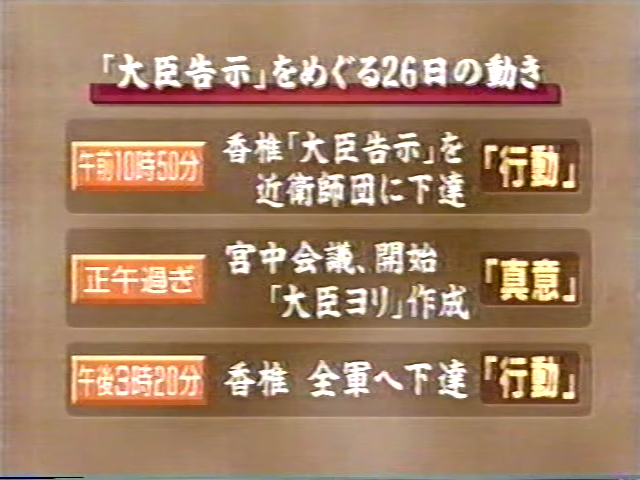 「大臣告示」をめぐる26日の動き
午前10時50分
香椎「大臣告示」を
近衛師団に下達
「行動」
正午過ぎ
宮中会議、開始
「大臣ヨリ」作成
「真意」
午後3時20分
香椎 全軍へ下達
「行動」